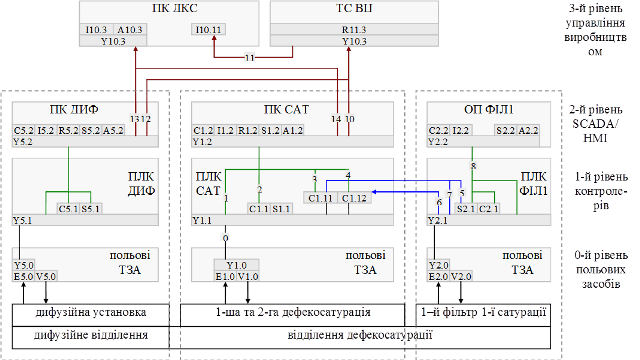 ПК ДКС
ТС ВЦ
3-й рівень
управління
виробництв
ом
I10.3 A10.3
I10.11
R11.3
Y10.3
Y10.3
11
13 12
14 10
ПК ДИФ
ПК САТ
ОП ФІЛ1
2-й рівень
SCADA/
HMI
C5.2 I5.2 R5.2 S5.2 A5.2
C1.2 I1.2 R1.2 S1.2 A1.2
C2.2 I2.2
S2.2 A2.2
Y5.2
Y1.2
Y2.2
ПЛК
ДИФ
ПЛК
САТ
ПЛК
ФІЛ1
1-й рівень
контроле-
рів
1
2
3
4
5
6
7
8
C5.1 S5.1
C1.1 S1.1
C1.11
C1.12
S2.1 C2.1
Y5.1
Y1.1
Y2.1
0
польові
ТЗА
польові
ТЗА
польові
ТЗА
0-й рівень
польових
засобів
Y5.0
Y1.0
Y2.0
E5.0 V5.0
E1.0 V1.0
E2.0 V2.0
дифузійна установка
1-ша та 2-га дефекосатурація
1–й фільтр 1-ї сатурації
дифузійне відділення
відділення дефекосатурації